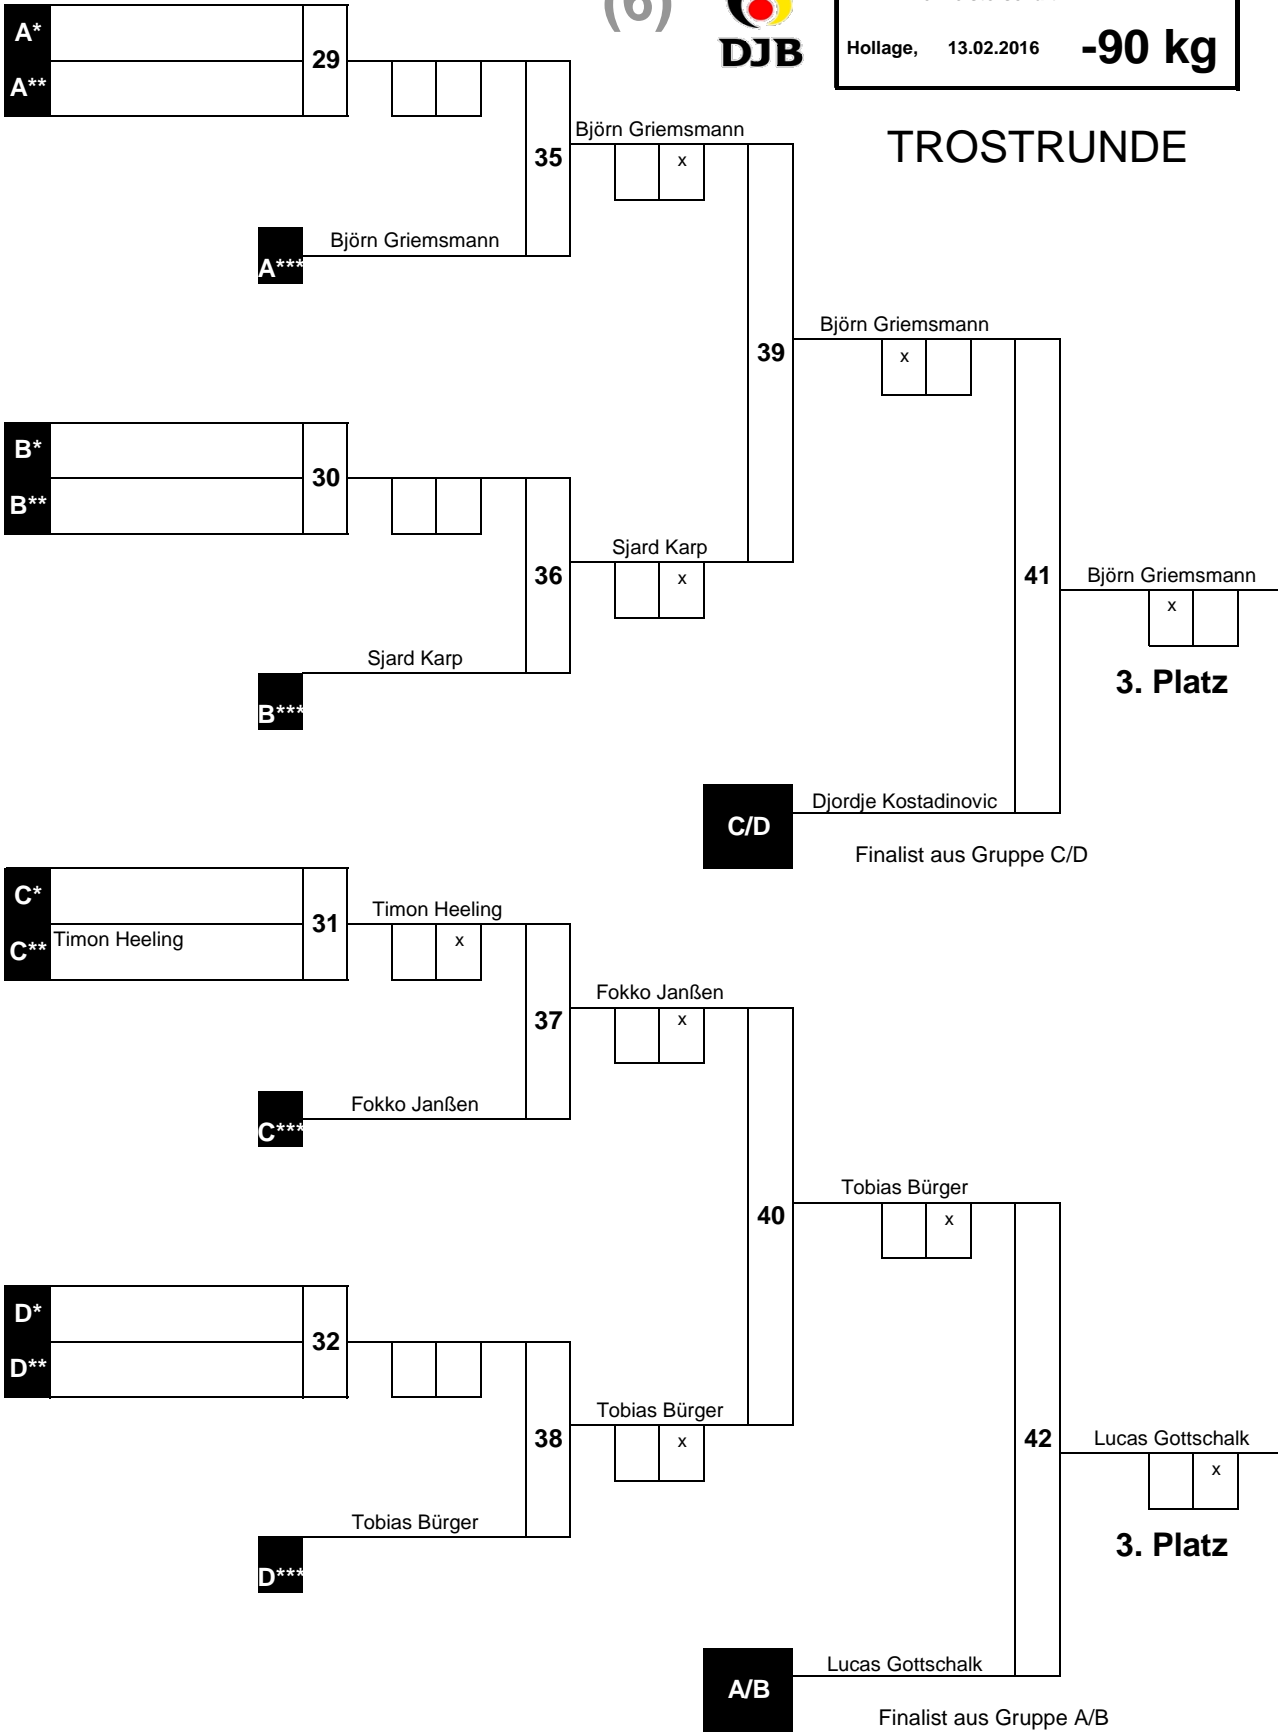 (6)
DJB
Hollage, 13.02.2016 -90 kg
TROSTRUNDE
A*
29
A**
Björn Griemsmann
35
x
Björn Griemsmann
A***
Björn Griemsmann
39
x
B*
30
B**
Sjard Karp
36
x
41
Björn Griemsmann
x
Sjard Karp
B***
3. Platz
C/D
Djordje Kostadinovic
Finalist aus Gruppe C/D
C*
31
Timon Heeling
C**
Timon Heeling
x
Fokko Janßen
37
x
Fokko Janßen
C***
Tobias Bürger
40
x
D*
32
D**
Tobias Bürger
38
x
42
Lucas Gottschalk
x
Tobias Bürger
D***
3. Platz
A/B
Lucas Gottschalk
Finalist aus Gruppe A/B